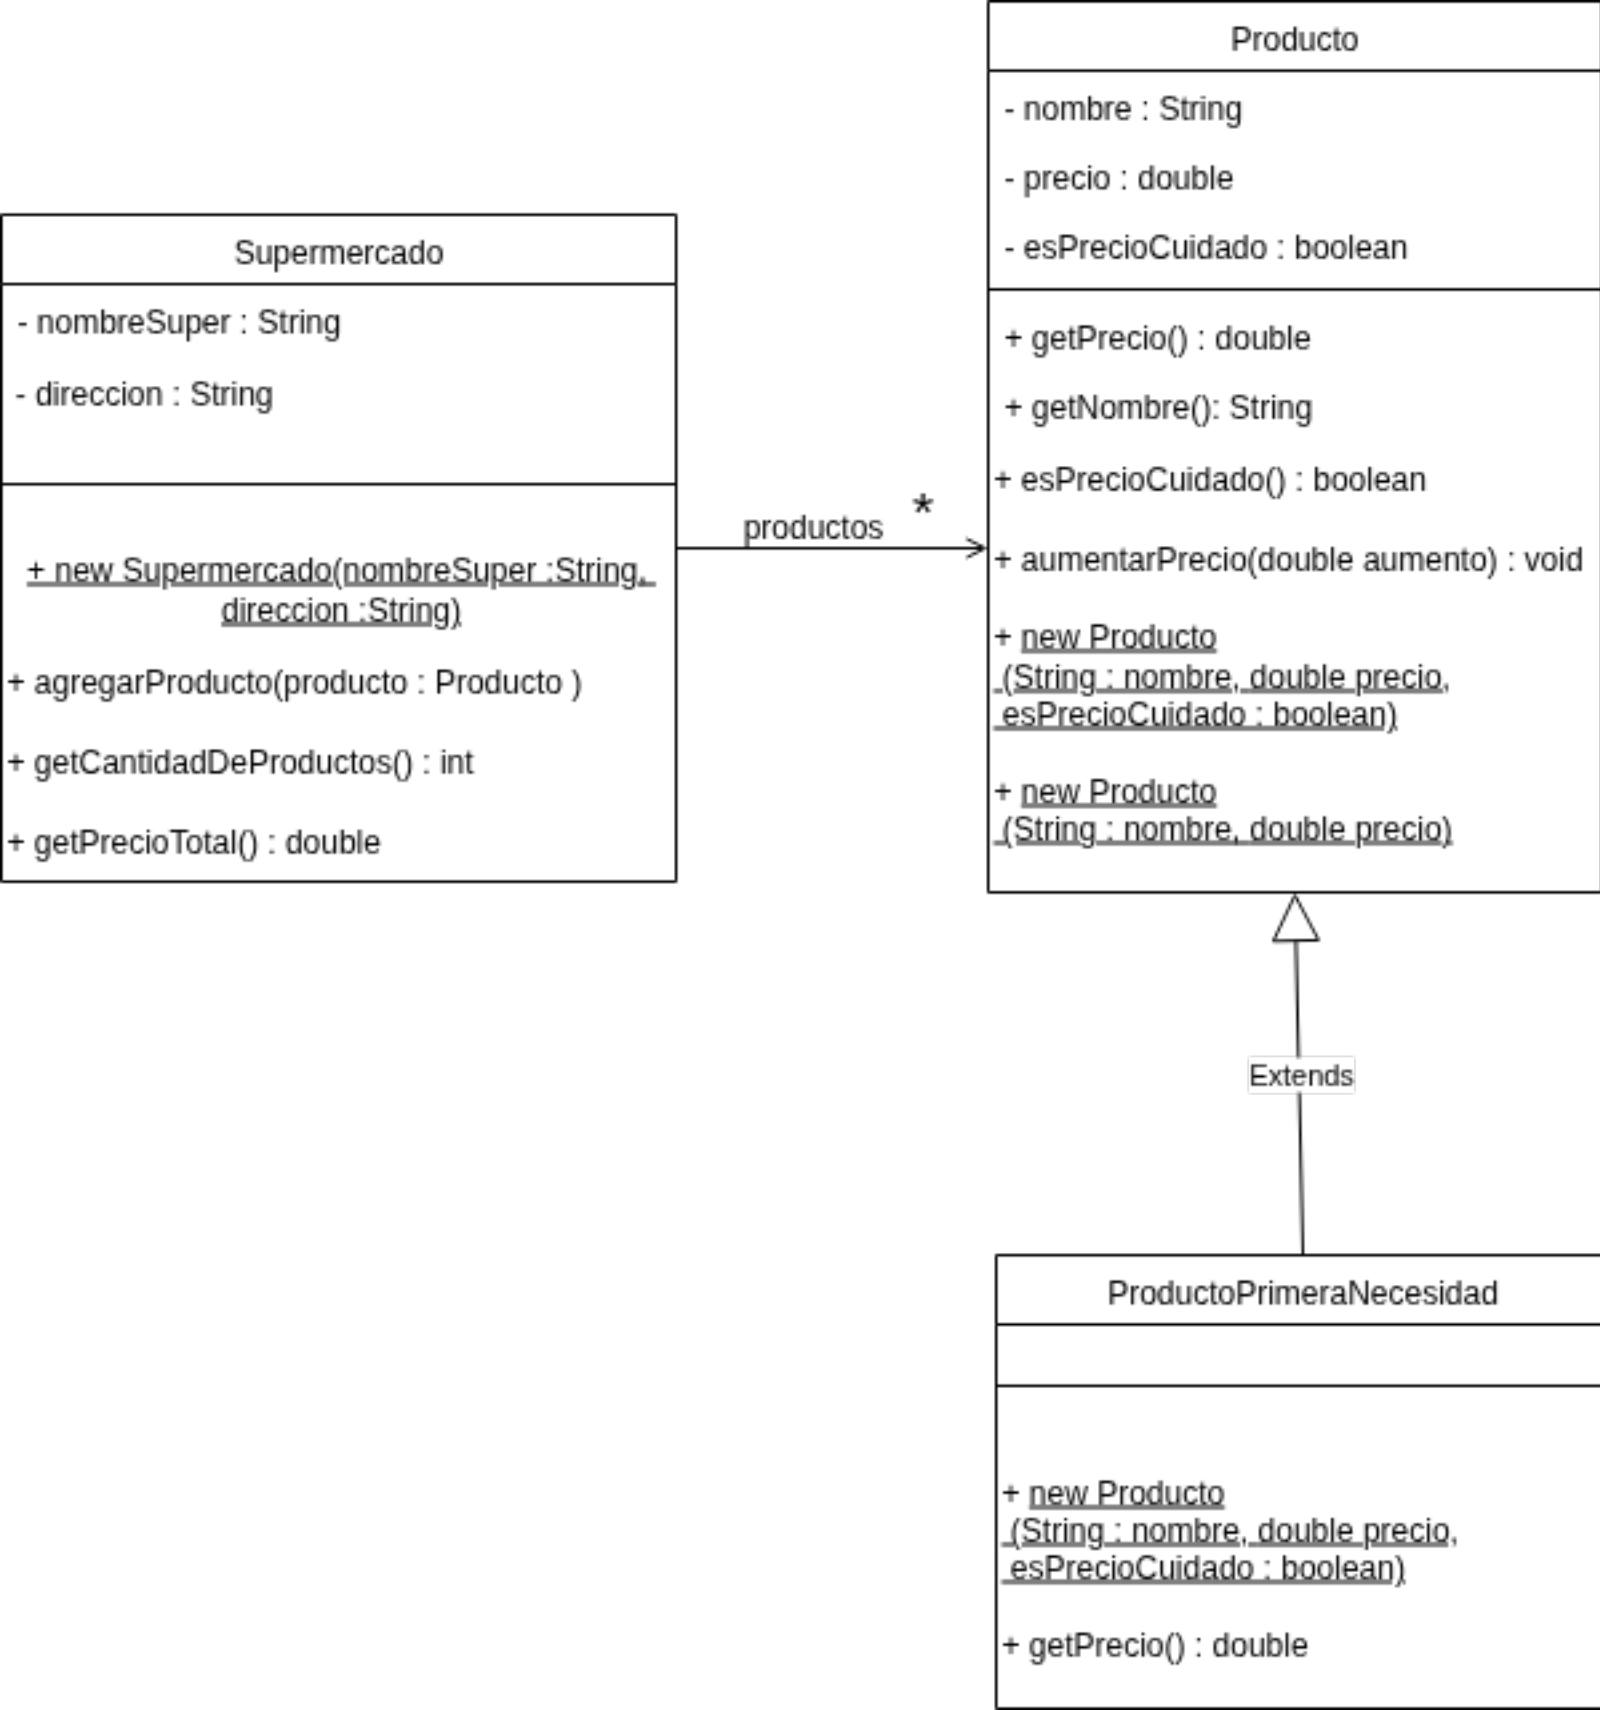 Supermercado
- nombreSuper : String
- direccion : String
+ new Supermercado(nombreSuper :String,
direccion :String)
+ agregarProducto(producto : Producto )
+ getCantidadDeProductos() : int
+ getPrecioTotal() : double
productos
*
Producto
- nombre : String
- precio : double
- esPrecioCuidado : boolean
+ getPrecio() : double
+ getNombre(): String
+ esPrecioCuidado() : boolean
+ aumentarPrecio(double aumento) : void
+ new Producto
(String : nombre, double precio,
esPrecioCuidado : boolean)
+ new Producto
(String : nombre, double precio)
Extends
ProductoPrimeraNecesidad
+ new Producto
(String : nombre, double precio,
esPrecioCuidado : boolean)
+ getPrecio() : double